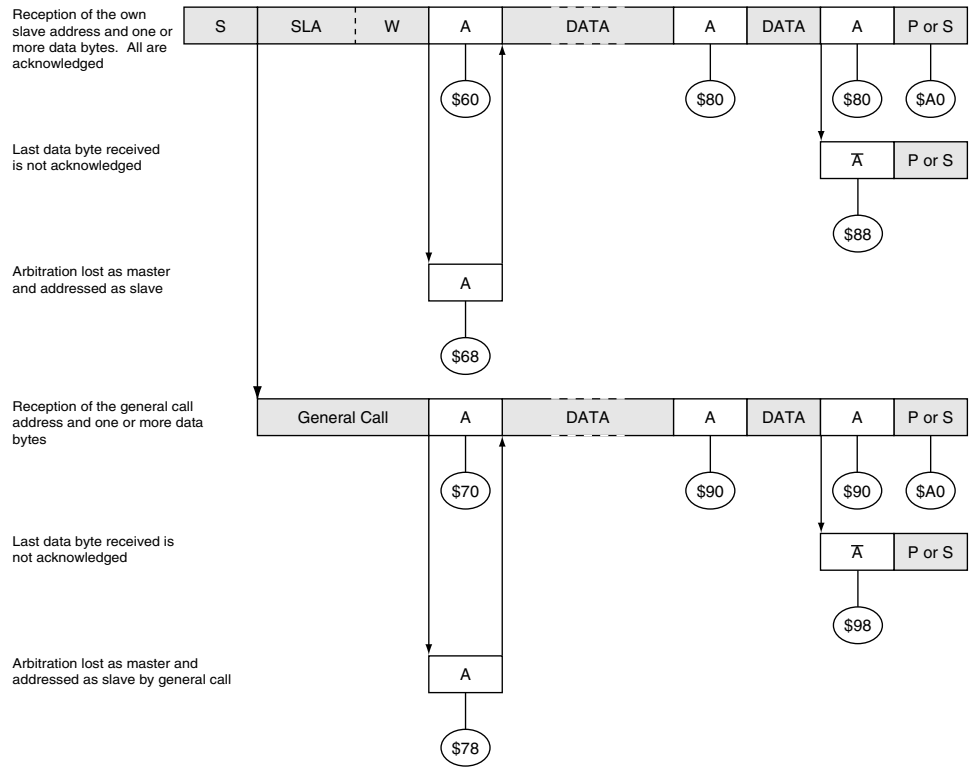 Reception of the own
slave address and one or
more data bytes. All are
acknowledged
S SLA W A DATA A DATA A P or S
$60 $80 $80 $A0
Last data byte received
is not acknowledged
A̅ P or S
$88
Arbitration lost as master
and addressed as slave
A
$68
Reception of the general call
address and one or more data
bytes
General Call A DATA A DATA A P or S
$70 $90 $90 $A0
Last data byte received is
not acknowledged
A̅ P or S
$98
Arbitration lost as master and
addressed as slave by general call
A
$78